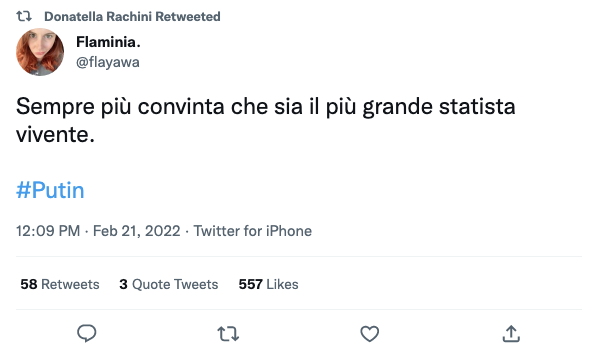 Donatella Rachini Retweeted
Flaminia.
@flayawa
Sempre più convinta che sia il più grande statista
vivente.
#Putin
12:09 PM · Feb 21, 2022 · Twitter for iPhone
58 Retweets 3 Quote Tweets 557 Likes